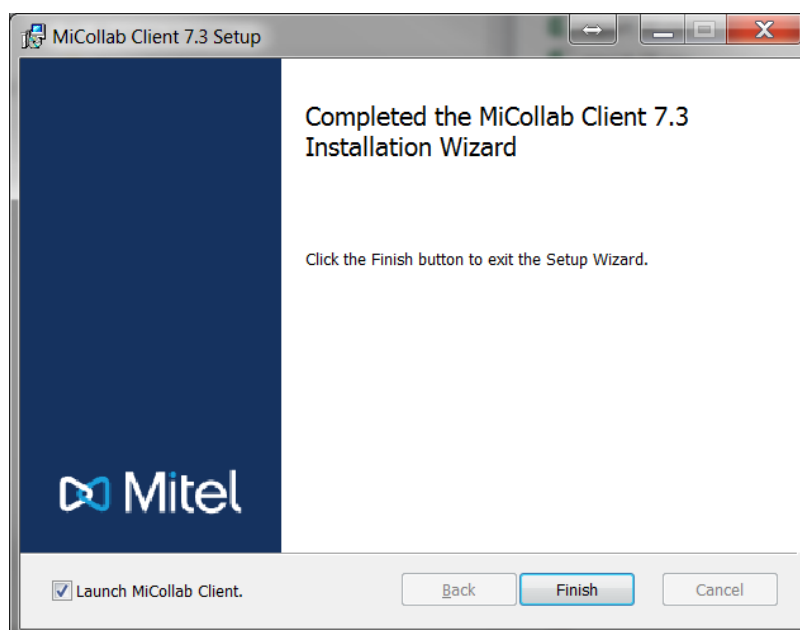 MiCollab Client 7.3 Setup
Completed the MiCollab Client 7.3
Installation Wizard
Click the Finish button to exit the Setup Wizard.
Mitel
Launch MiCollab Client.
Back
Finish
Cancel